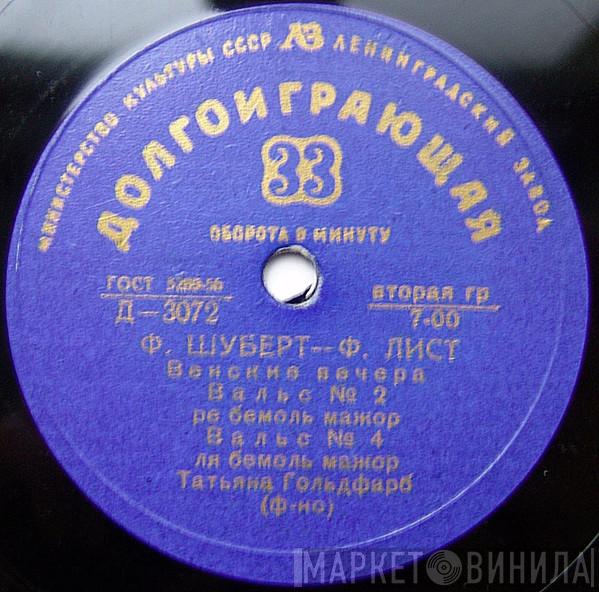 МИНИСТЕРСТВО КУЛЬТУРЫ СССР ЛЗ ЛЕНИНГРАДСКИЙ ЗАВОД
ДОЛГОИГРАЮЩАЯ
33
ОБОРОТА В МИНУТУ
ГОСТ 5289-56
Д—3072
вторая гр
7-00
Ф. ШУБЕРТ--Ф. ЛИСТ
Венские вечера
Вальс № 2
ре бемоль мажор
Вальс № 4
ля бемоль мажор
Татьяна Гольдфарб
(ф-но)
МАРКЕТ ВИНИЛА